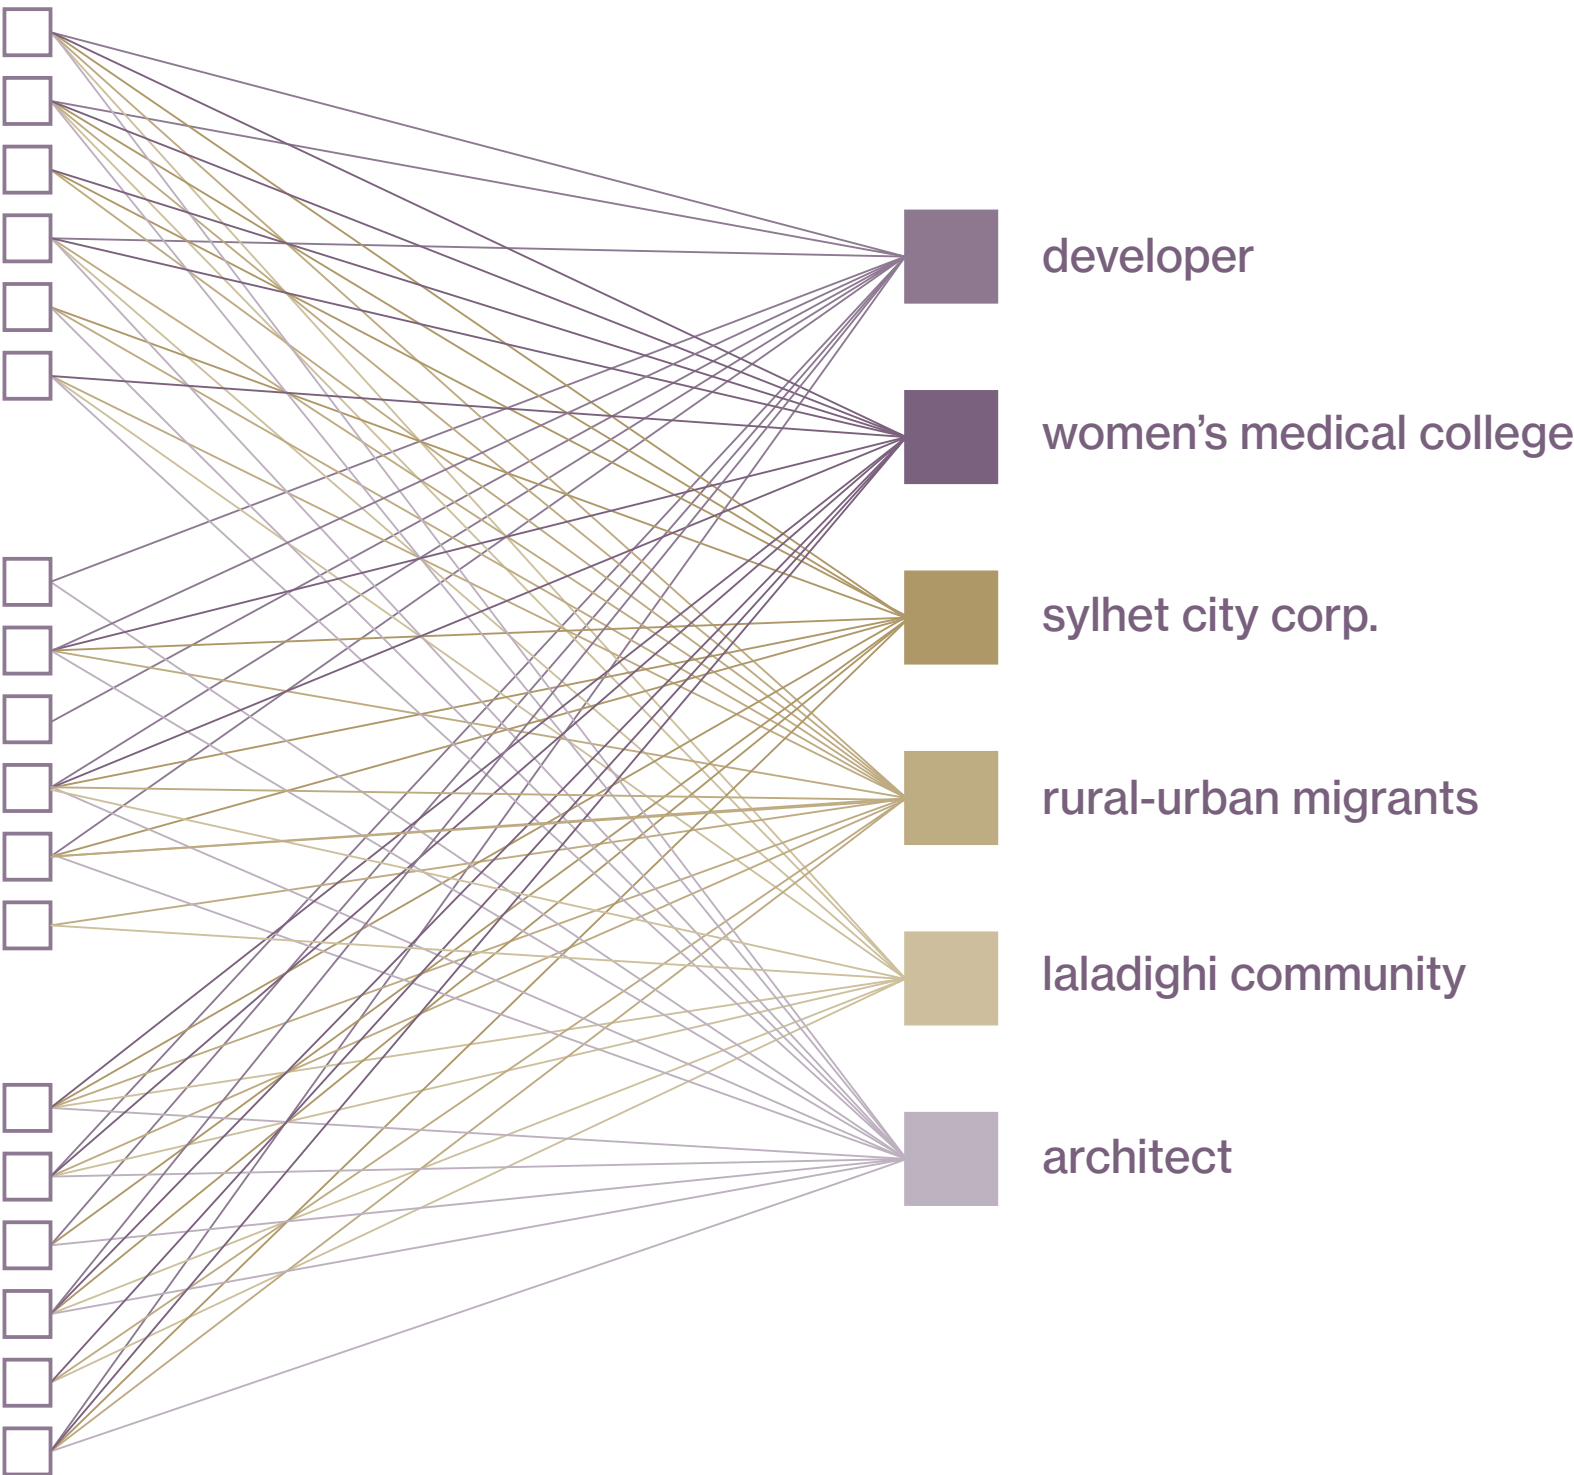 developer
women’s medical college
sylhet city corp.
rural-urban migrants
laladighi community
architect